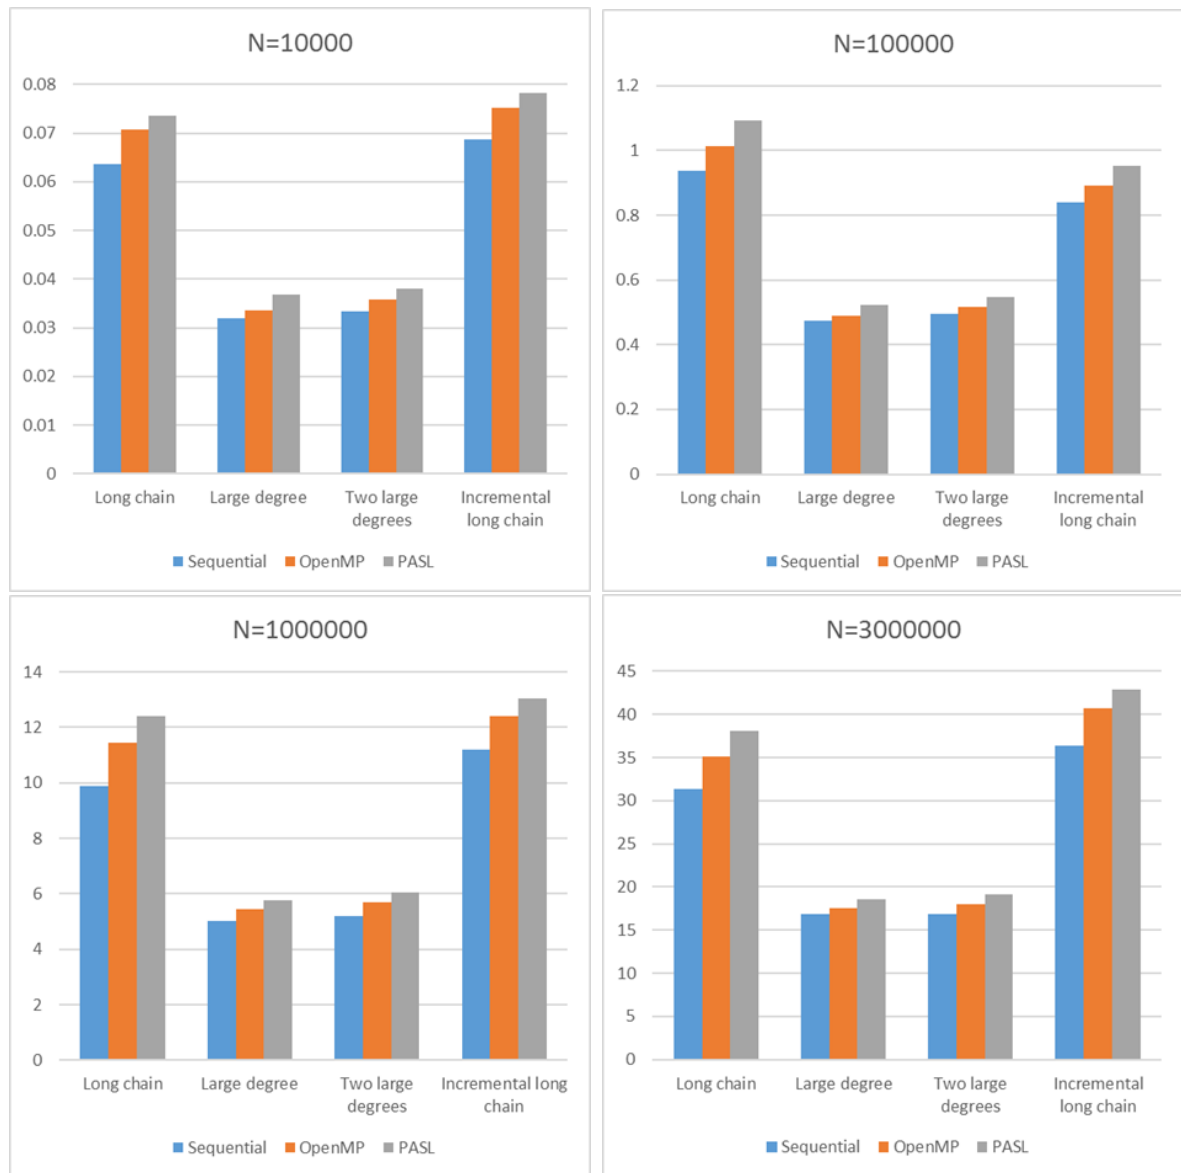 N=10000
0.08
0.07
0.06
0.05
0.04
0.03
0.02
0.01
0
Long chain Large degree Two large Incremental
degrees long chain
Sequential OpenMP PASL
N=100000
1.2
1
0.8
0.6
0.4
0.2
0
Long chain Large degree Two large Incremental
degrees long chain
Sequential OpenMP PASL
N=1000000
14
12
10
8
6
4
2
0
Long chain Large degree Two large Incremental long
degrees chain
Sequential OpenMP PASL
N=3000000
45
40
35
30
25
20
15
10
5
0
Long chain Large degree Two large Incremental
degrees long chain
Sequential OpenMP PASL